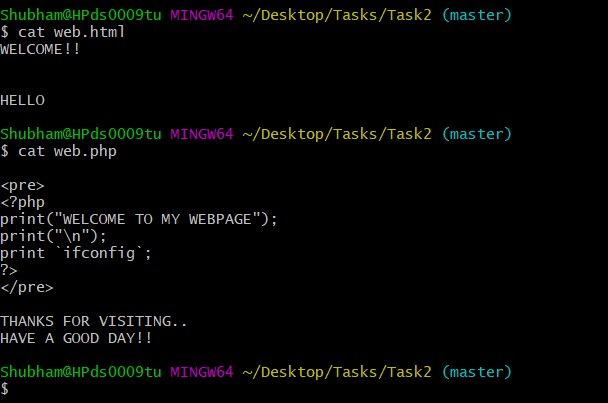 Shubham@HPds0009tu MINGW64 ~/Desktop/Tasks/Task2 (master)
$ cat web.html
WELCOME!!
HELLO
Shubham@HPds0009tu MINGW64 ~/Desktop/Tasks/Task2 (master)
$ cat web.php
<pre>
<?php
print("WELCOME TO MY WEBPAGE");
print("\n");
print `ifconfig`;
?>
</pre>
THANKS FOR VISITING..
HAVE A GOOD DAY!!
Shubham@HPds0009tu MINGW64 ~/Desktop/Tasks/Task2 (master)
$